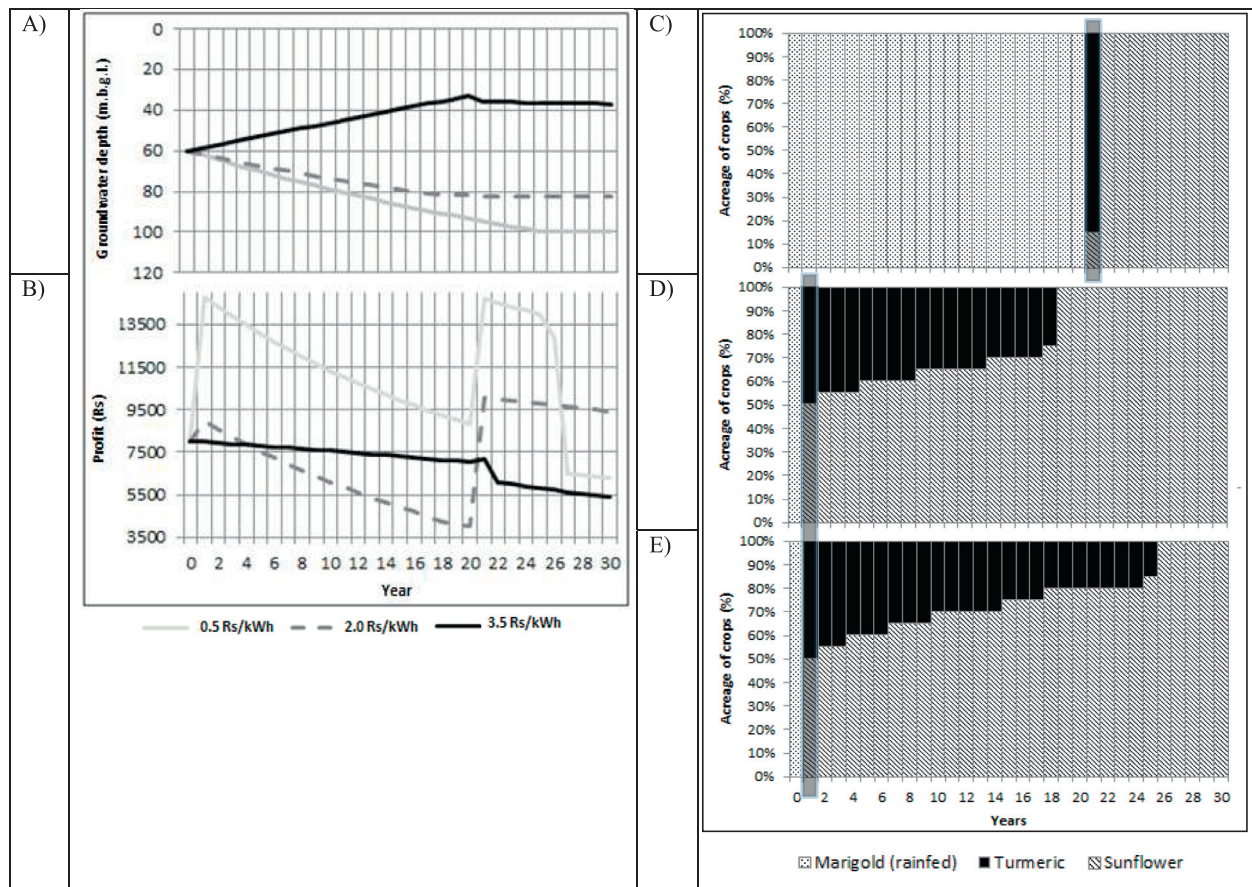 A)
0
20
40
60
80
100
120
Groundwater depth (m.b.g.l.)
B)
13500
11500
9500
7500
5500
3500
Profit (Rs)
0 2 4 6 8 10 12 14 16 18 20 22 24 26 28 30
Year
0.5 Rs/kWh 2.0 Rs/kWh 3.5 Rs/kWh
C)
100%
90%
80%
70%
60%
50%
40%
30%
20%
10%
0%
Acreage of crops (%)
D)
100%
90%
80%
70%
60%
50%
40%
30%
20%
10%
0%
Acreage of crops (%)
E)
100%
90%
80%
70%
60%
50%
40%
30%
20%
10%
0%
Acreage of crops (%)
0 2 4 6 8 10 12 14 16 18 20 22 24 26 28 30
Years
Marigold (rainfed) Turmeric Sunflower